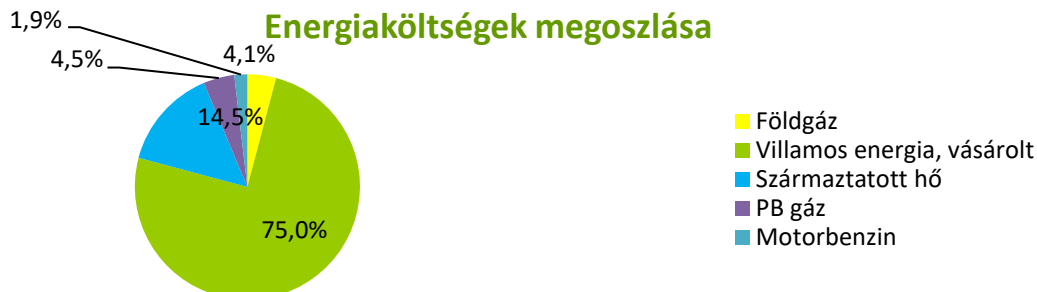 Energiaköltségek megoszlása
1,9%
4,5%
4,1%
14,5%
75,0%
Földgáz
Villamos energia, vásárolt
Származtatott hő
PB gáz
Motorbenzin